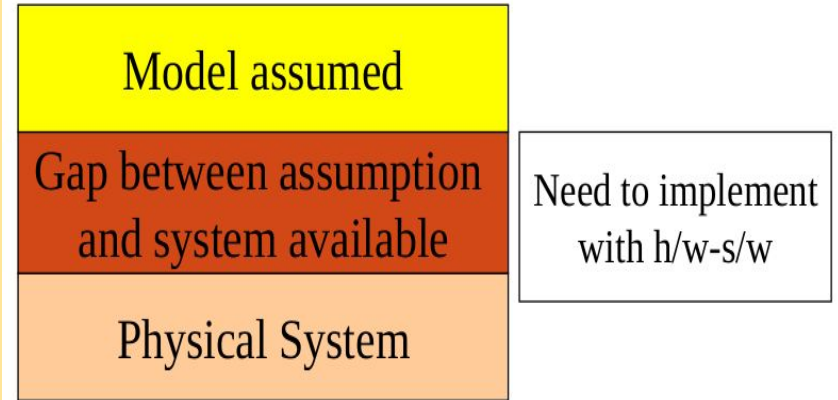 Model assumed
Gap between assumption
and system available
Need to implement
with h/w-s/w
Physical System